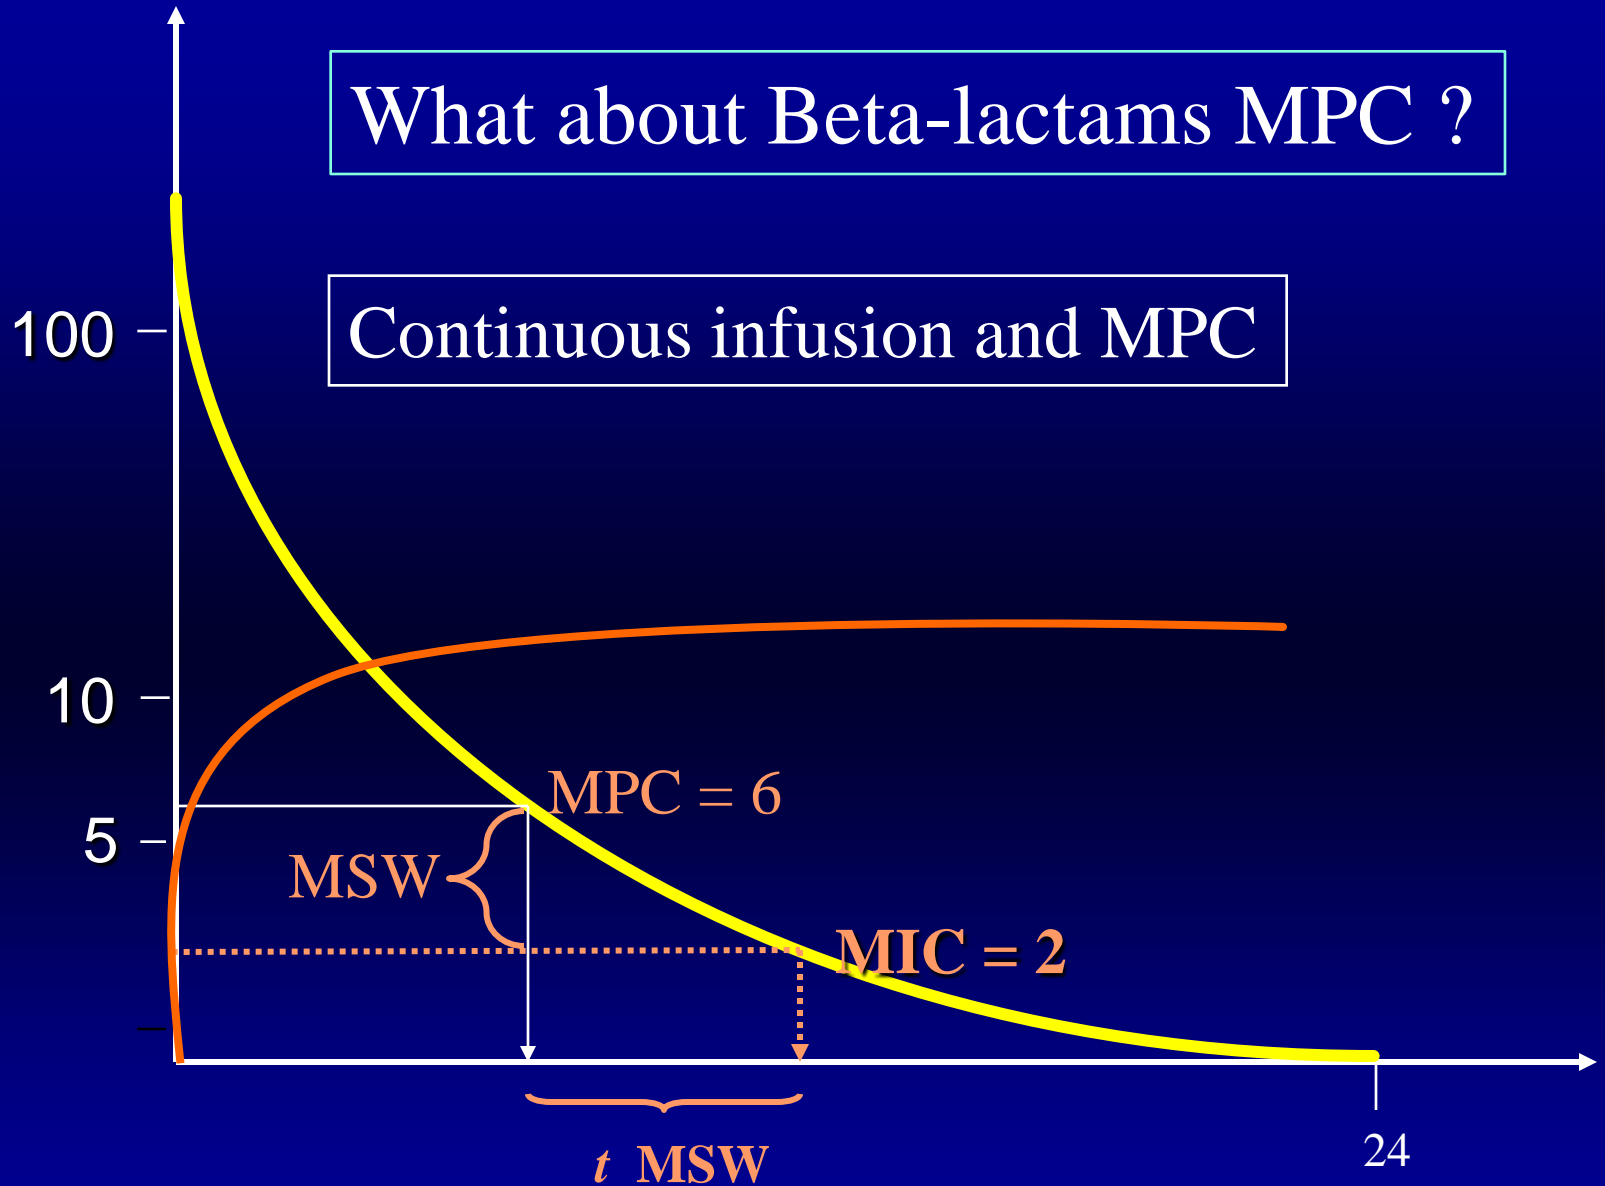 What about Beta-lactams MPC ?
Continuous infusion and MPC
100
10
MPC = 6
5
MSW
MIC = 2
24
t MSW